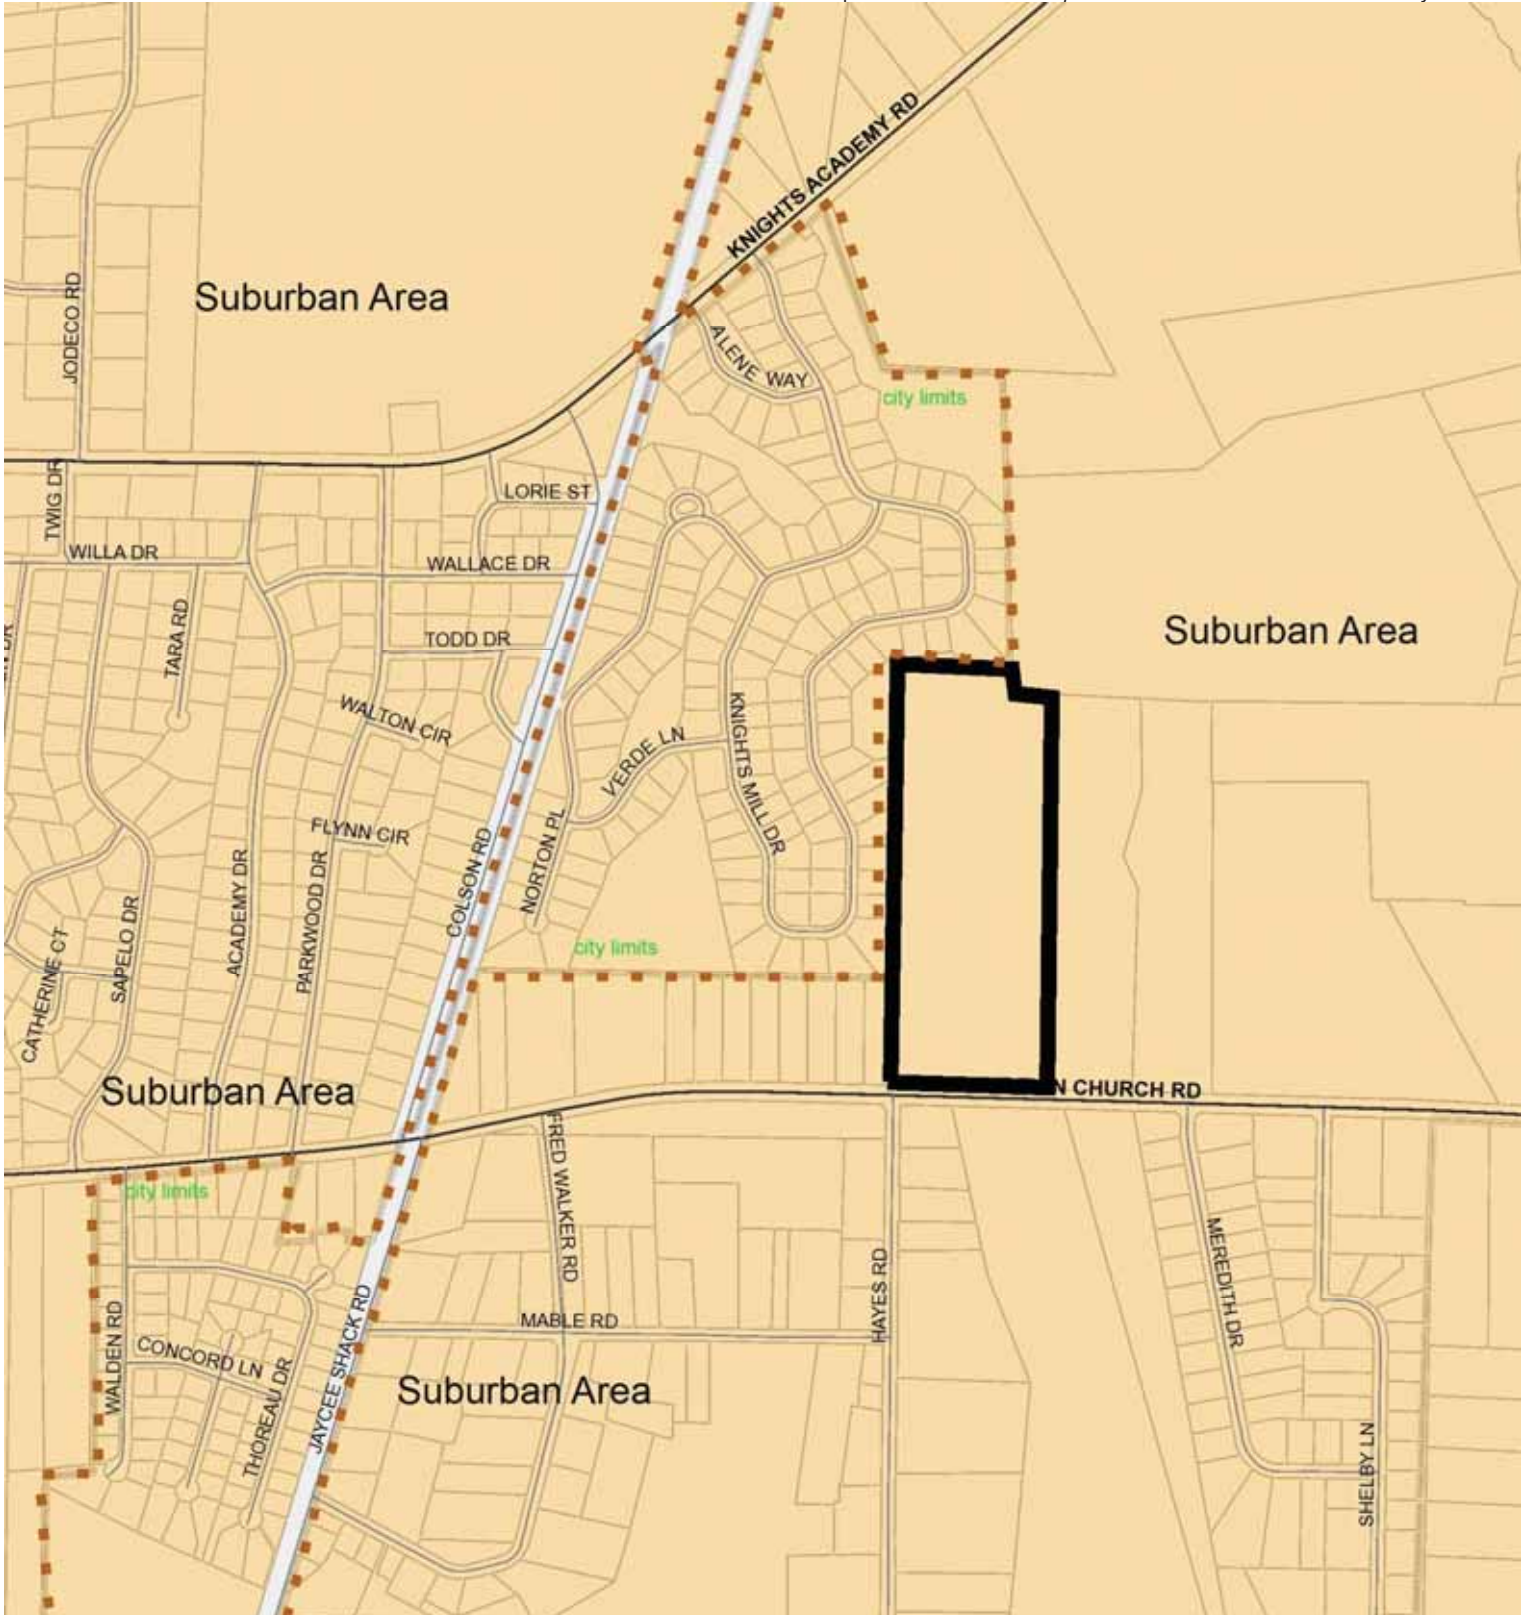 KNIGHTS ACADEMY RD
Suburban Area
JODECO RD
ALENE WAY
city limits
TWIG DR
LORIE ST
WILLA DR
WALLACE DR
TARA RD
TODD DR
Suburban Area
WALTON CIR
VERDE LN
KNIGHTS MILL DR
FLYNN CIR
COLSON RD
NORTON PL
ACADEMY DR
PARKWOOD DR
SAPELO DR
CATHERINE CT
city limits
Suburban Area
N CHURCH RD
city limits
FRED WALKER RD
MEREDITH DR
HAYES RD
WALDEN RD
CONCORD LN
THOREAU DR
JAYCEE SHACK RD
MABLE RD
Suburban Area
SHELBY LN